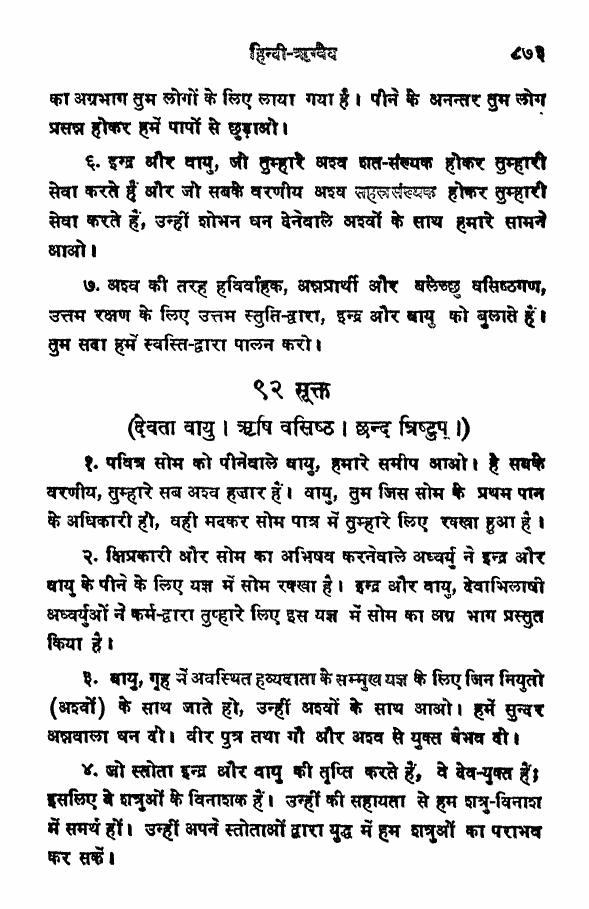 हिन्दी-ऋग्वेद ८७३
का अग्रभाग तुम लोगों के लिए लाया गया है। पीने के अनन्तर तुम लोग
प्रसन्न होकर हमें पापों से छुड़ाओ।
६. इन्द्र और वायु, जो तुम्हारे अश्व शत-संख्यक होकर तुम्हारी
सेवा करते हैं और जो सबके वरणीय अश्व सहस्रसंख्यक होकर तुम्हारी
सेवा करते हैं, उन्हीं शोभन धन देनेवाले अश्वों के साथ हमारे सामने
आओ।
७. अश्व की तरह हविर्वाहक, अन्नप्रार्थी और बलेच्छु वसिष्ठगण,
उत्तम रक्षण के लिए उत्तम स्तुति-द्वारा, इन्द्र और वायु को बुलाते हैं।
तुम सदा हमें स्वस्ति-द्वारा पालन करो।
९२ सूक्त
(देवता वायु। ऋषि वसिष्ठ। छन्द त्रिष्टुप्।)
१. पवित्र सोम को पीनेवाले वायु, हमारे समीप आओ। हे सबके
वरणीय, तुम्हारे सब अश्व हजार हैं। वायु, तुम जिस सोम के प्रथम पान
के अधिकारी हो, वही मदकर सोम पात्र में तुम्हारे लिए रक्खा हुआ है।
२. क्षिप्रकारी और सोम का अभिषव करनेवाले अध्वर्यु ने इन्द्र और
वायु के पीने के लिए यज्ञ में सोम रक्खा है। इन्द्र और वायु, देवाभिलाषी
अध्वर्युओं ने कर्म-द्वारा तुम्हारे लिए इस यज्ञ में सोम का अग्र भाग प्रस्तुत
किया है।
३. वायु, गृह में अवस्थित हव्यदाता के सम्मुख यज्ञ के लिए जिन नियुतो
(अश्वों) के साथ जाते हो, उन्हीं अश्वों के साथ आओ। हमें सुन्दर
अन्नवाला धन दो। वीर पुत्र तथा गौ और अश्व से युक्त वैभव दो।
४. जो स्तोता इन्द्र और वायु की तृप्ति करते हैं, वे देव-युक्त हैं;
इसलिए वे शत्रुओं के विनाशक हैं। उन्हीं की सहायता से हम शत्रु-विनाश
में समर्थ हों। उन्हीं अपने स्तोताओं द्वारा युद्ध में हम शत्रुओं का पराभव
कर सकें।